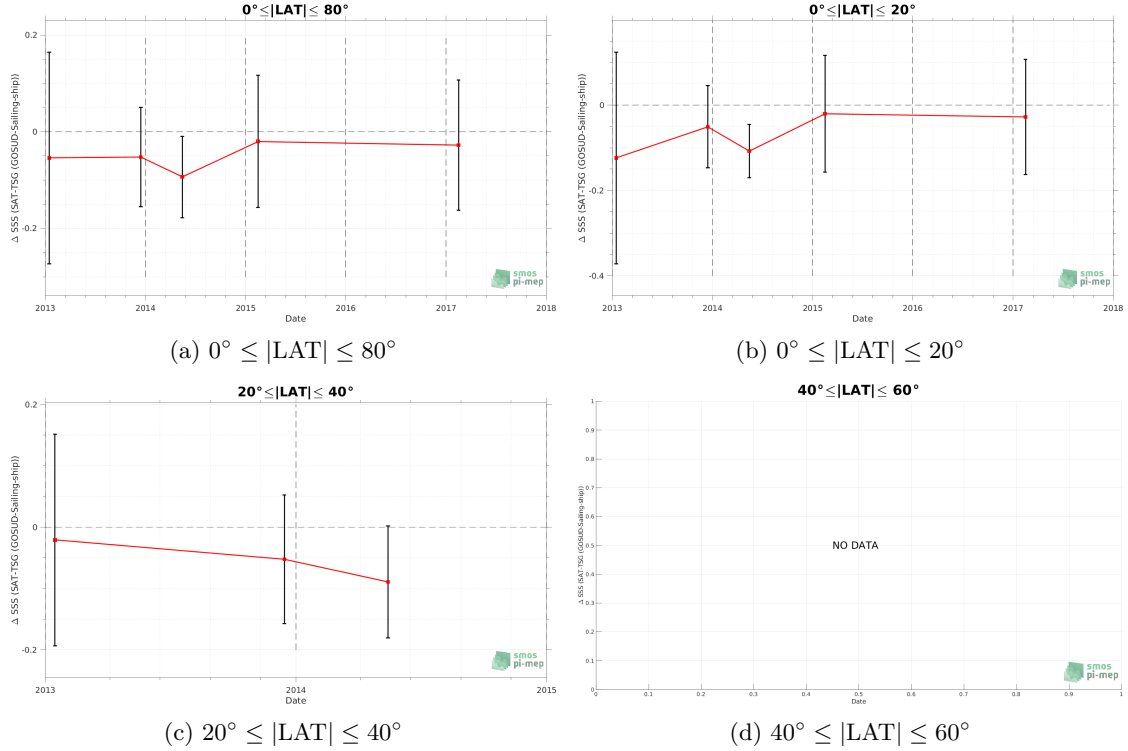 0°≤|LAT|≤ 80°
Δ SSS (SAT-TSG (GOSUD-Sailing-ship))
0.2
0
-0.2
2013 2014 2015 2016 2017 2018
Date
smos
pi-mep
(a) 0° ≤ |LAT| ≤ 80°
0°≤|LAT|≤ 20°
Δ SSS (SAT-TSG (GOSUD-Sailing-ship))
0
-0.2
-0.4
2013 2014 2015 2016 2017 2018
Date
smos
pi-mep
(b) 0° ≤ |LAT| ≤ 20°
20°≤|LAT|≤ 40°
Δ SSS (SAT-TSG (GOSUD-Sailing-ship))
0.2
0
-0.2
2013 2014 2015
Date
smos
pi-mep
(c) 20° ≤ |LAT| ≤ 40°
40°≤|LAT|≤ 60°
Δ SSS (SAT-TSG (GOSUD-Sailing-ship))
1
0.9
0.8
0.7
0.6
0.5
0.4
0.3
0.2
0.1
0
NO DATA
0 0.1 0.2 0.3 0.4 0.5 0.6 0.7 0.8 0.9 1
Date
smos
pi-mep
(d) 40° ≤ |LAT| ≤ 60°